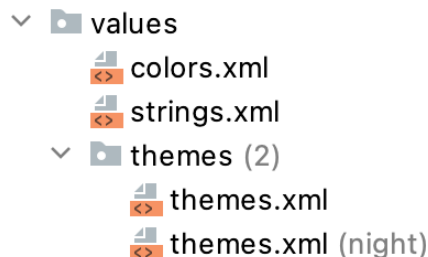 values
colors.xml
strings.xml
themes (2)
themes.xml
themes.xml (night)